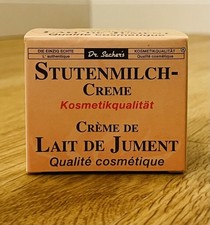 DIE EINZIG ECHTE
L'authentique
Dr. Sacher's
KOSMETIKQUALITÄT
Qualité cosmétique
STUTENMILCH-
CREME
Kosmetikqualität
CRÈME DE
LAIT DE JUMENT
Qualité cosmétique